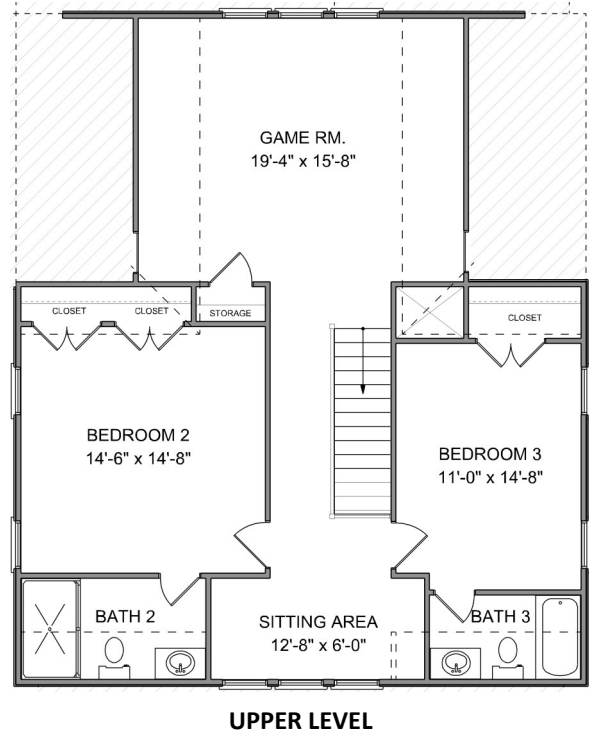 GAME RM.
19'-4" x 15'-8"
CLOSET
CLOSET
STORAGE
CLOSET
BEDROOM 2
14'-6" x 14'-8"
BEDROOM 3
11'-0" x 14'-8"
BATH 2
SITTING AREA
12'-8" x 6'-0"
BATH 3
UPPER LEVEL